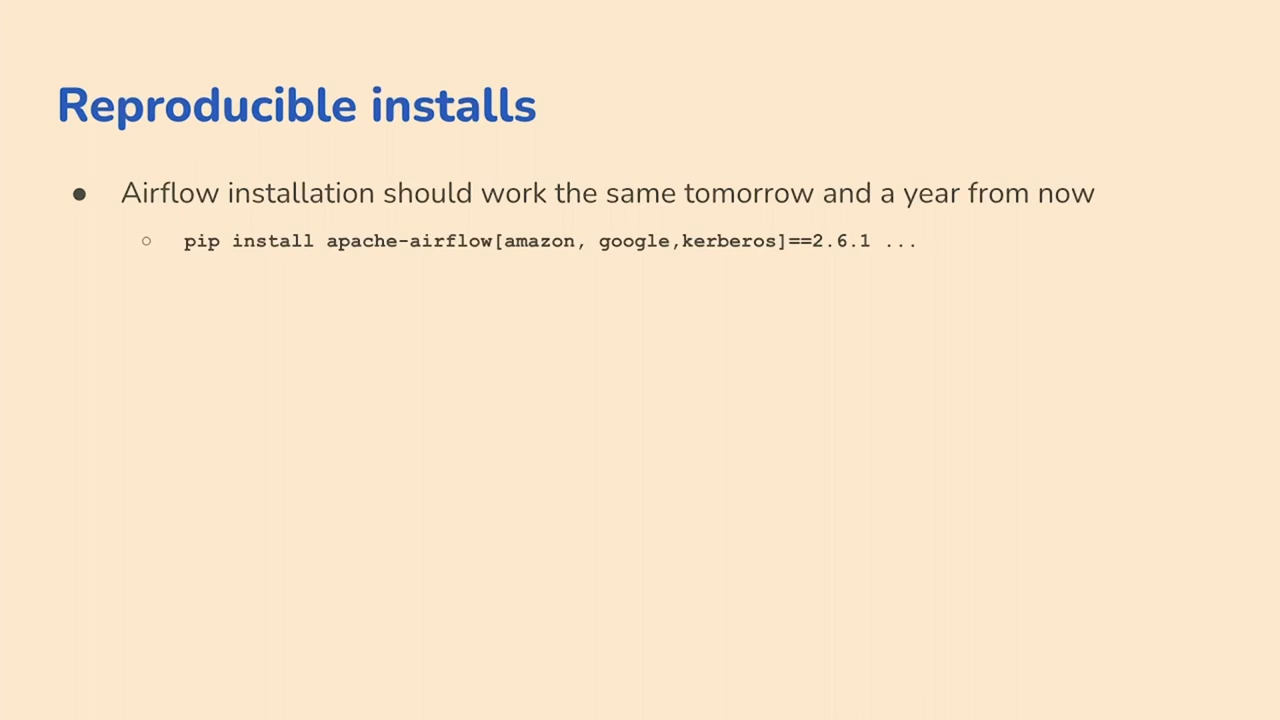 Reproducible installs
● Airflow installation should work the same tomorrow and a year from now
○ pip install apache-airflow[amazon, google,kerberos]==2.6.1 ...